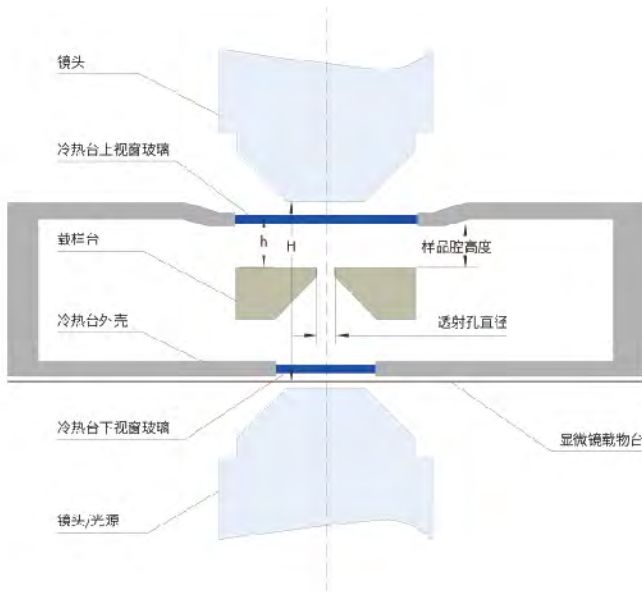 镜头
冷热台上视窗玻璃
h
H
样品腔高度
载栏台
冷热台外壳
透射孔直径
冷热台下视窗玻璃
显微镜载物台
镜头/光源